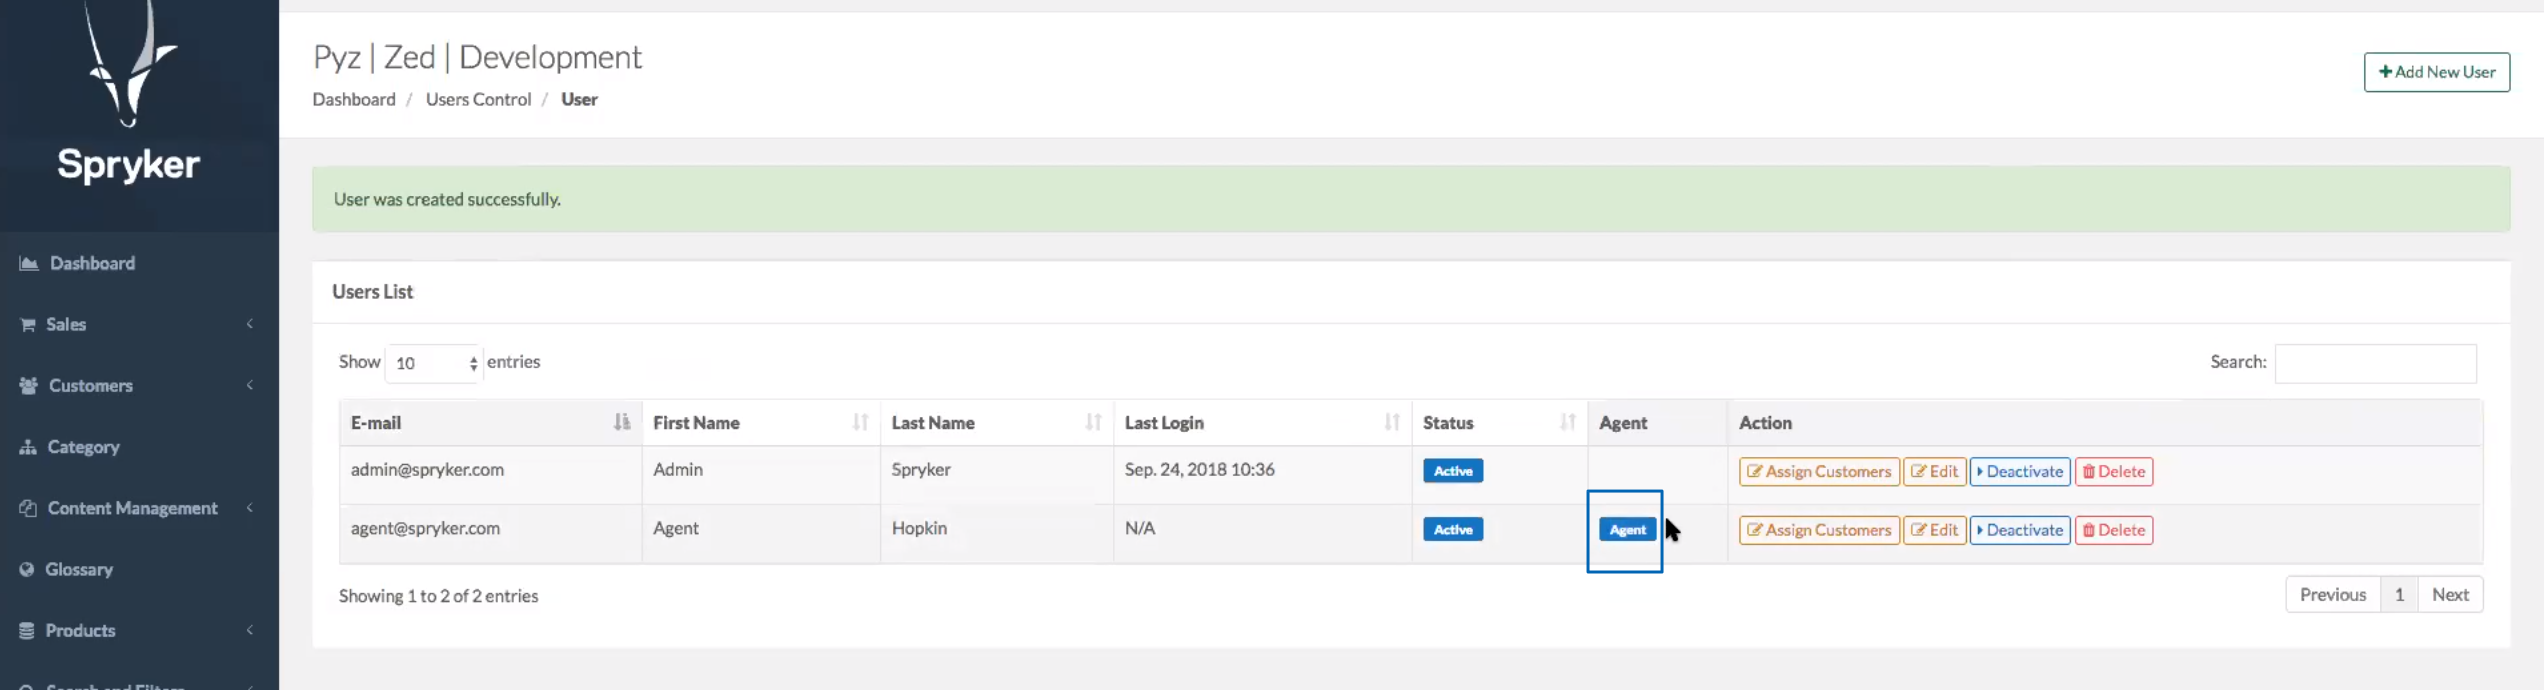 Spryker
Dashboard
Sales
Customers
Category
Content Management
Glossary
Products
Search and Filters
Pyz | Zed | Development
Dashboard / Users Control / User
Add New User
User was created successfully.
Users List
Show 10 entries
Search:
E-mail First Name Last Name Last Login Status Agent Action
admin@spryker.com Admin Spryker Sep. 24, 2018 10:36 Active Assign Customers Edit Deactivate Delete
agent@spryker.com Agent Hopkin N/A Active Agent Assign Customers Edit Deactivate Delete
Showing 1 to 2 of 2 entries
Previous 1 Next